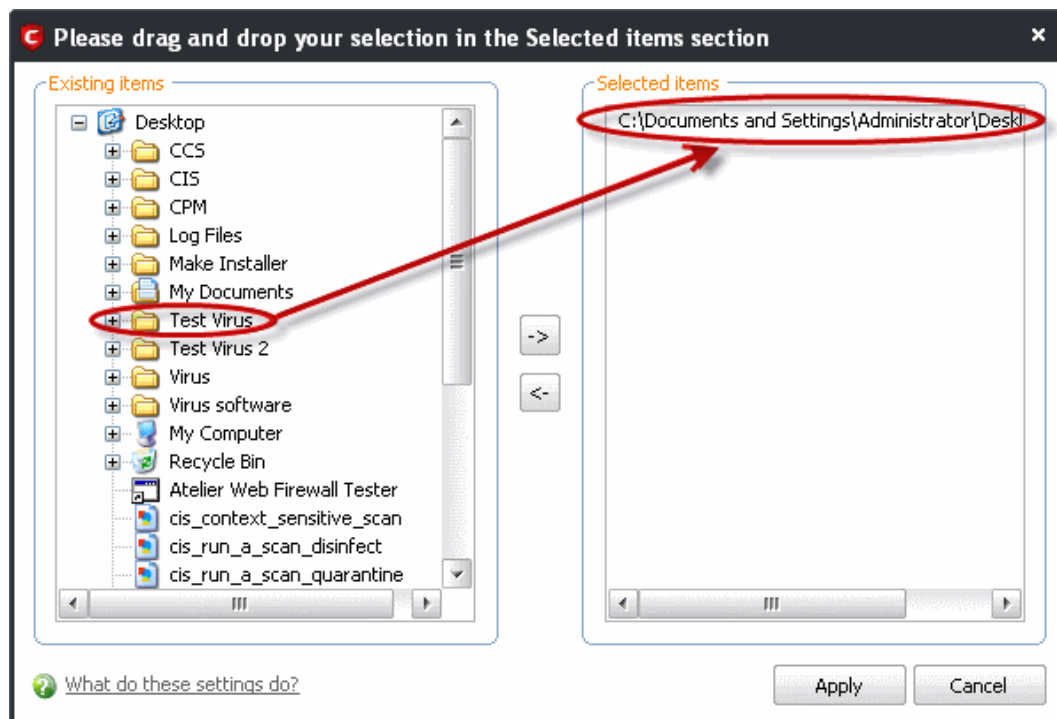 Please drag and drop your selection in the Selected items section
Existing items
Desktop
CCS
CIS
CPM
Log Files
Make Installer
My Documents
Test Virus
Test Virus 2
Virus
Virus software
My Computer
Recycle Bin
Atelier Web Firewall Tester
cis_context_sensitive_scan
cis_run_a_scan_disinfect
cis_run_a_scan_quarantine
->
<-
Selected items
C:\Documents and Settings\Administrator\Desk
What do these settings do?
Apply
Cancel